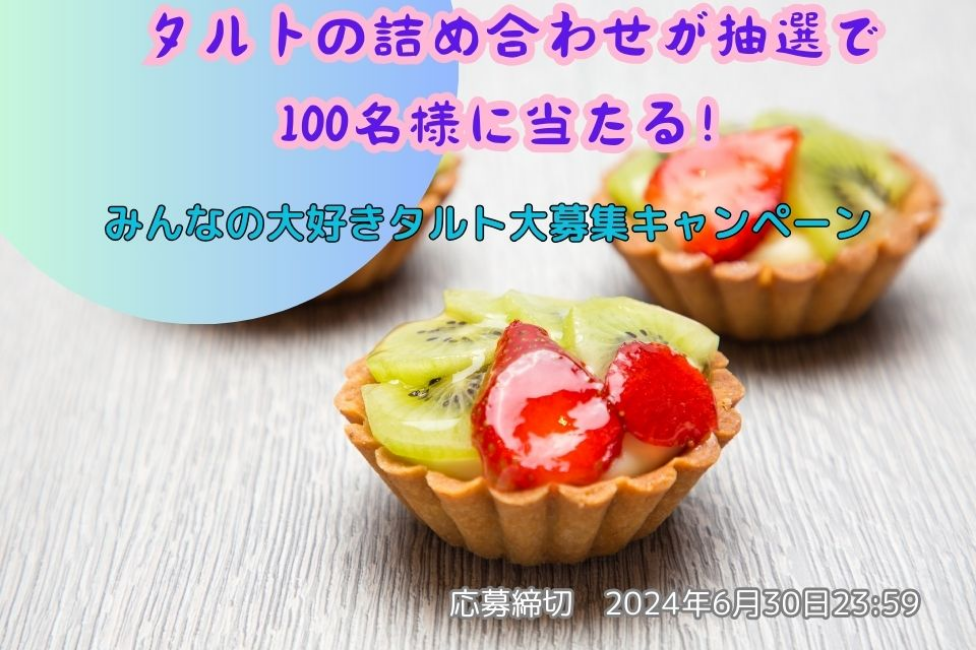 タルトの詰め合わせが抽選で
100名様に当たる!
みんなの大好きタルト大募集キャンペーン
応募締切　2024年6月30日23:59